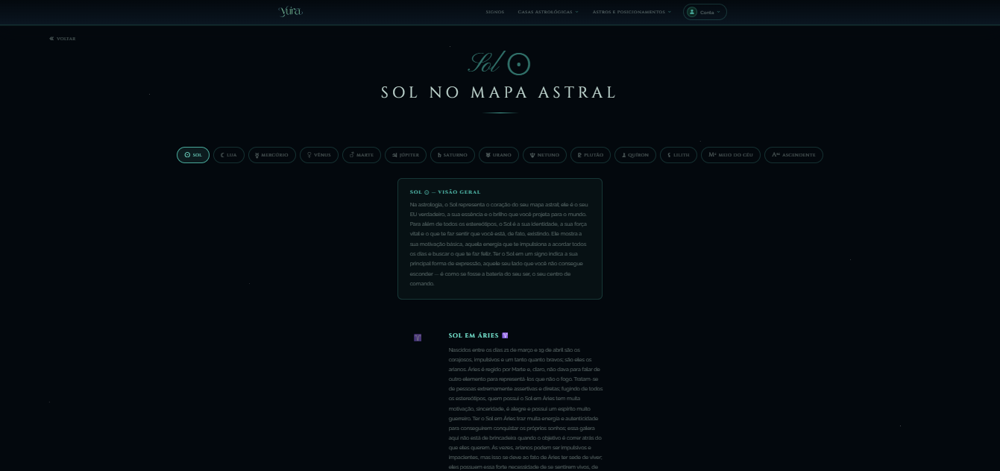 Yúra
SIGNOS
CASAS ASTROLÓGICAS
ASTROS E POSICIONAMENTOS
Conta
« VOLTAR
Sol ☉
SOL NO MAPA ASTRAL
☉ SOL
☾ LUA
☿ MERCÚRIO
♀ VÊNUS
♂ MARTE
♃ JÚPITER
♄ SATURNO
♅ URANO
♆ NETUNO
♇ PLUTÃO
⚷ QUÍRON
⚸ LILITH
Mᶜ MEIO DO CÉU
Aˢᶜ ASCENDENTE
SOL ☉ — VISÃO GERAL
Na astrologia, o Sol representa o coração do seu mapa astral; ele é o seu
EU verdadeiro, a sua essência e o brilho que você projeta para o mundo.
Para além de todos os estereótipos, o Sol é a sua identidade, a sua força
vital e o que te faz sentir que você está, de fato, existindo. Ele mostra a
sua motivação básica, aquela energia que te impulsiona a acordar todos
os dias e buscar o que te faz feliz. Ter o Sol em um signo indica a sua
principal forma de expressão, aquele seu lado que você não consegue
esconder — é como se fosse a bateria do seu ser, o seu centro de
comando.
♈
SOL EM ÁRIES ♈
Nascidos entre os dias 21 de março e 19 de abril são os
corajosos, impulsivos e um tanto quanto bravos; são eles os
arianos. Áries é regido por Marte e, claro, não dava para falar de
outro elemento para representá-los que não o fogo. Tratam-se
de pessoas extremamente assertivas e diretas; fugindo de todos
os estereótipos, quem possui o Sol em Áries tem muita
motivação, sinceridade, é alegre e possui um espírito muito
guerreiro. Ter o Sol em Áries traz muita energia e autenticidade
para conseguirem conquistar os próprios sonhos; essa galera
aqui não está de brincadeira quando o objetivo é correr atrás do
que eles querem. Às vezes, arianos podem ser impulsivos e
impacientes, mas isso se deve ao fato de Áries ter sede de viver;
eles possuem essa forte necessidade de se sentirem vivos, de